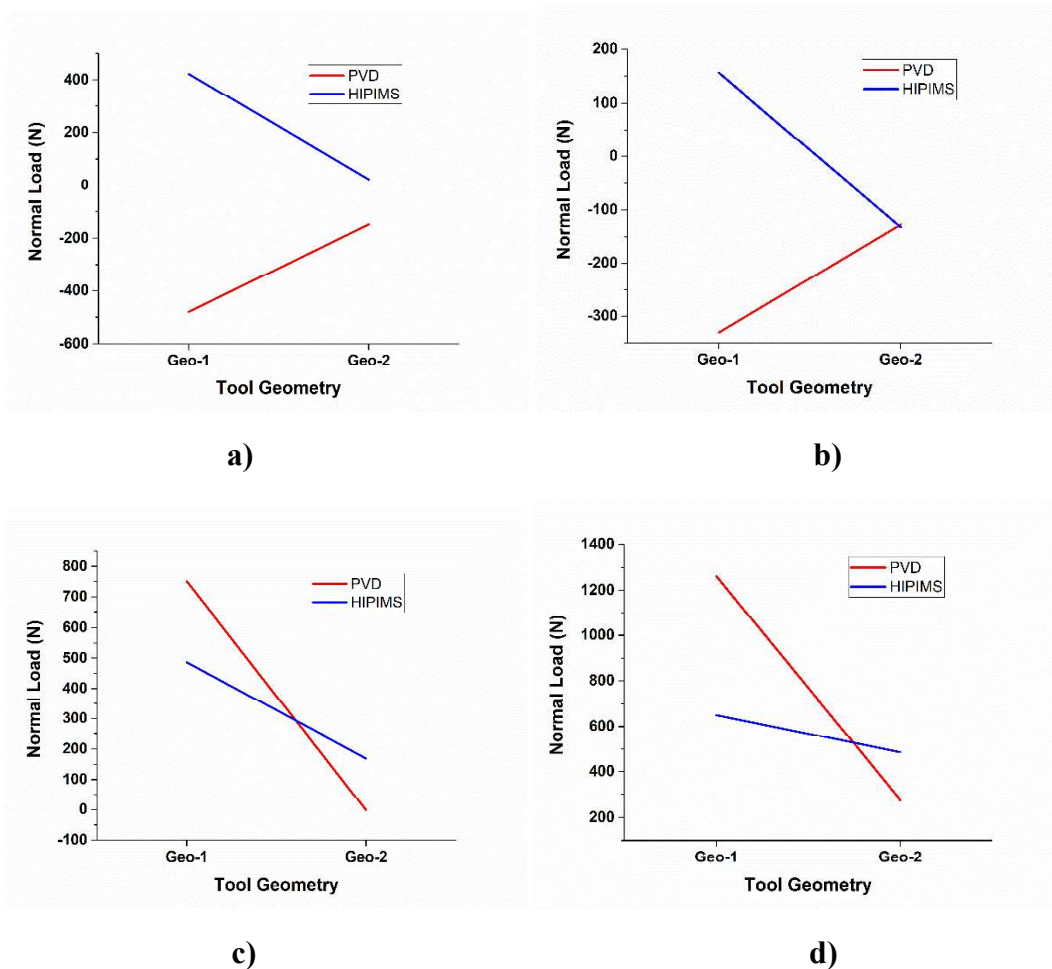 PVD
HIPIMS
400
200
0
-200
-400
-600
Normal Load (N)
Geo-1 Geo-2
Tool Geometry
a)
PVD
HIPIMS
200
100
0
-100
-200
-300
Normal Load (N)
Geo-1 Geo-2
Tool Geometry
b)
PVD
HIPIMS
800
700
600
500
400
300
200
100
0
-100
Normal Load (N)
Geo-1 Geo-2
Tool Geometry
c)
PVD
HIPIMS
1400
1200
1000
800
600
400
200
Normal Load (N)
Geo-1 Geo-2
Tool Geometry
d)